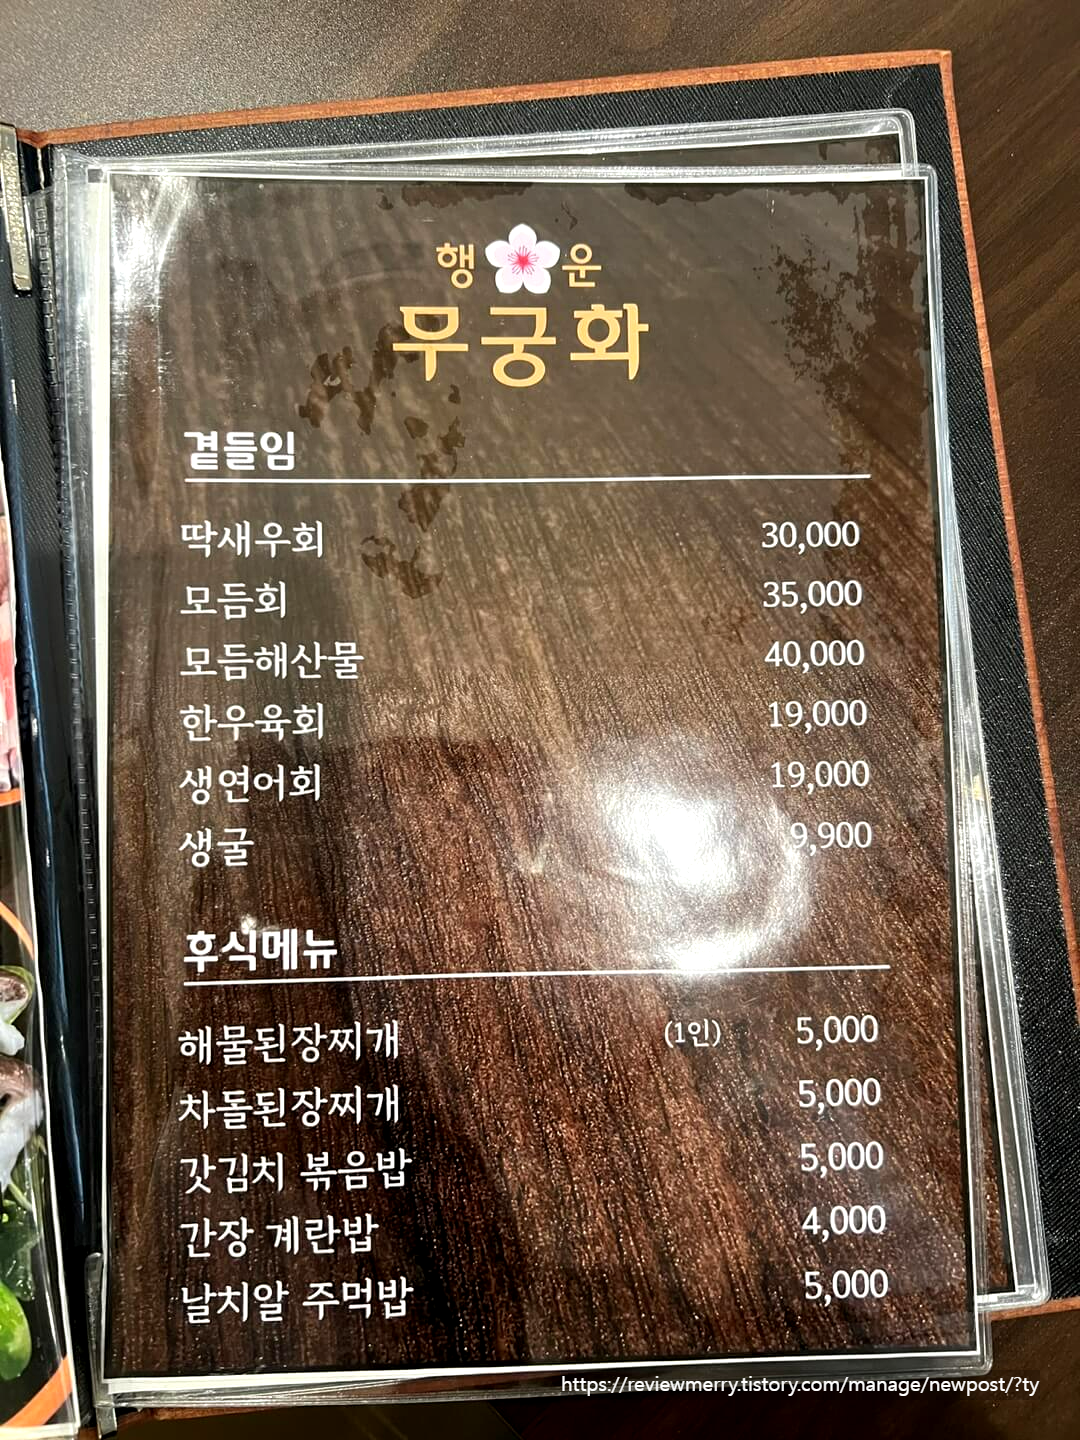 행운
무궁화
곁들임
딱새우회 30,000
모듬회 35,000
모듬해산물 40,000
한우육회 19,000
생연어회 19,000
생굴 9,900
후식메뉴
해물된장찌개 (1인) 5,000
차돌된장찌개 5,000
갓김치 볶음밥 5,000
간장 계란밥 4,000
날치알 주먹밥 5,000
https://reviewmerry.tistory.com/manage/newpost/?ty